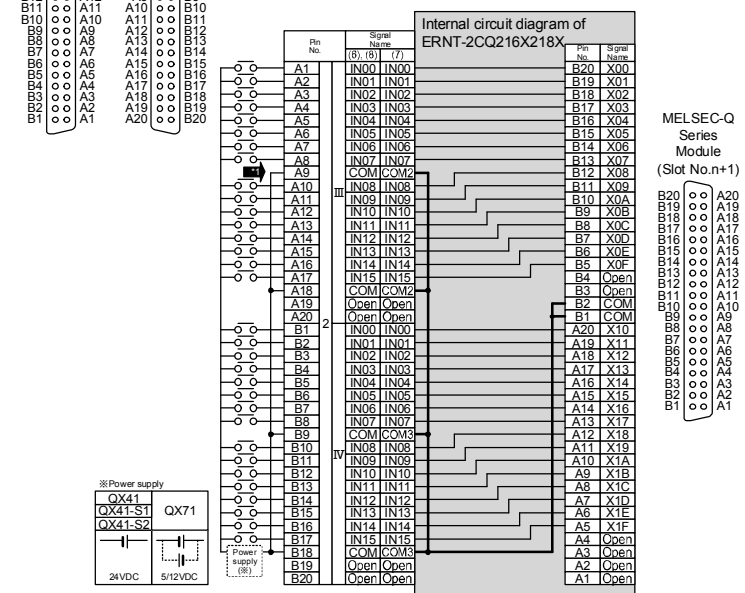 Internal circuit diagram of
ERNT-2CQ216X218X
B11 A11 A10 B11
B10 A10 A11 B10
B9 A9 A12 B12
B8 A8 A13 B13
B7 A7 A14 B14
B6 A6 A15 B15
B5 A5 A16 B16
B4 A4 A17 B17
B3 A3 A18 B18
B2 A2 A19 B19
B1 A1 A20 B20
Pin No. Signal Name Pin No. Signal Name
(6), (8) (7)
A1 IN00 IN00 B20 X00
A2 IN01 IN01 B19 X01
A3 IN02 IN02 B18 X02
A4 IN03 IN03 B17 X03
A5 IN04 IN04 B16 X04
A6 IN05 IN05 B15 X05
A7 IN06 IN06 B14 X06
A8 IN07 IN07 B13 X07
*1 A9 COM COM2 B12 X08
A10 IN08 IN08 B11 X09
A11 IN09 IN09 B10 X0A
A12 IN10 IN10 B9 X0B
A13 IN11 IN11 B8 X0C
A14 IN12 IN12 B7 X0D
A15 IN13 IN13 B6 X0E
A16 IN14 IN14 B5 X0F
A17 IN15 IN15 B4 Open
A18 COM COM2 B3 Open
A19 Open Open B2 COM
A20 Open Open B1 COM
B1 IN00 IN00 A20 X10
B2 IN01 IN01 A19 X11
B3 IN02 IN02 A18 X12
B4 IN03 IN03 A17 X13
B5 IN04 IN04 A16 X14
B6 IN05 IN05 A15 X15
B7 IN06 IN06 A14 X16
B8 IN07 IN07 A13 X17
B9 COM COM3 A12 X18
B10 IN08 IN08 A11 X19
B11 IN09 IN09 A10 X1A
B12 IN10 IN10 A9 X1B
B13 IN11 IN11 A8 X1C
B14 IN12 IN12 A7 X1D
B15 IN13 IN13 A6 X1E
B16 IN14 IN14 A5 X1F
B17 IN15 IN15 A4 Open
B18 COM COM3 A3 Open
B19 Open Open A2 Open
B20 Open Open A1 Open
2
III
IV
Power
supply
(※)
※Power supply
QX41
QX41-S1
QX41-S2
QX71
24VDC 5/12VDC
MELSEC-Q
Series
Module
(Slot No.n+1)
B20 A20
B19 A19
B18 A18
B17 A17
B16 A16
B15 A15
B14 A14
B13 A13
B12 A12
B11 A11
B10 A10
B9 A9
B8 A8
B7 A7
B6 A6
B5 A5
B4 A4
B3 A3
B2 A2
B1 A1